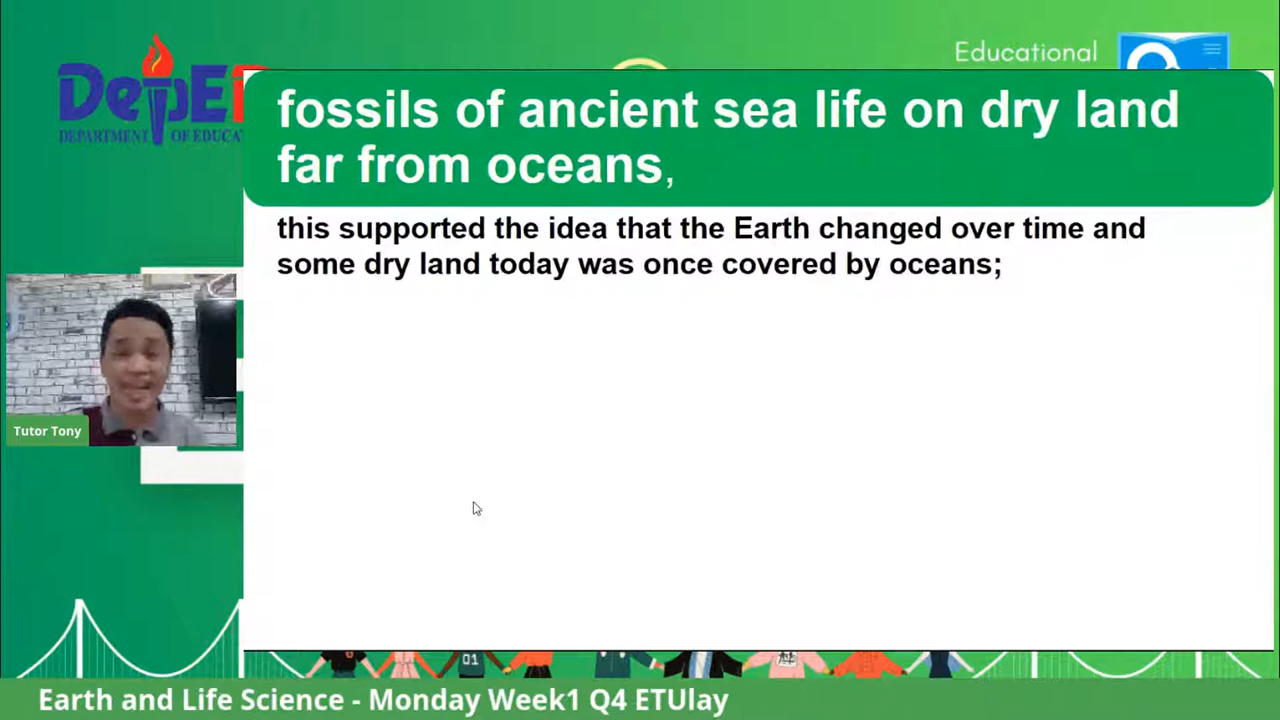 Educational
DepEd
DEPARTMENT OF EDUCA
fossils of ancient sea life on dry land
far from oceans,
this supported the idea that the Earth changed over time and
some dry land today was once covered by oceans;
Tutor Tony
01
Earth and Life Science - Monday Week1 Q4 ETUlay